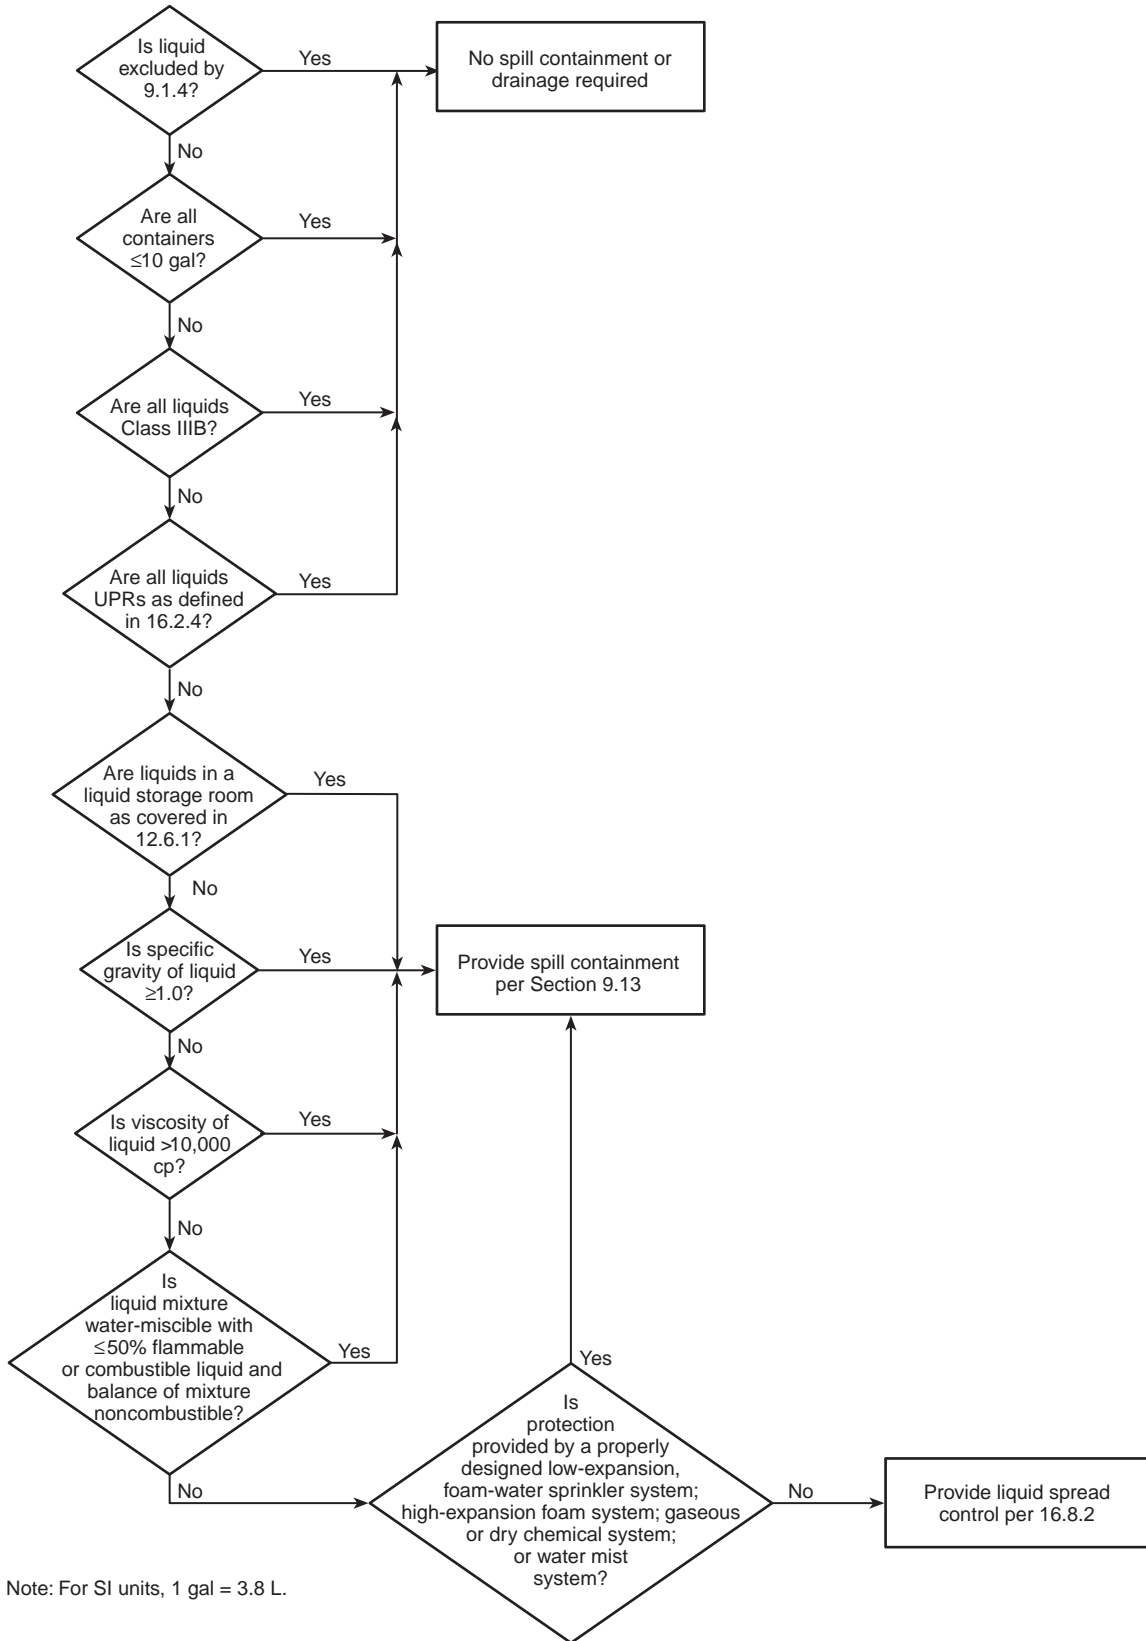 Is liquid
excluded by
9.1.4?
Yes
No spill containment or
drainage required
No
Are all
containers
≤10 gal?
Yes
No
Are all liquids
Class IIIB?
Yes
No
Are all liquids
UPRs as defined
in 16.2.4?
Yes
No
Are liquids in a
liquid storage room
as covered in
12.6.1?
Yes
No
Is specific
gravity of liquid
≥1.0?
Yes
Provide spill containment
per Section 9.13
No
Is viscosity of
liquid >10,000
cp?
Yes
No
Is
liquid mixture
water-miscible with
≤50% flammable
or combustible liquid and
balance of mixture
noncombustible?
Yes
No
Yes
Is
protection
provided by a properly
designed low-expansion,
foam-water sprinkler system;
high-expansion foam system; gaseous
or dry chemical system;
or water mist
system?
No
Provide liquid spread
control per 16.8.2
Note: For SI units, 1 gal = 3.8 L.